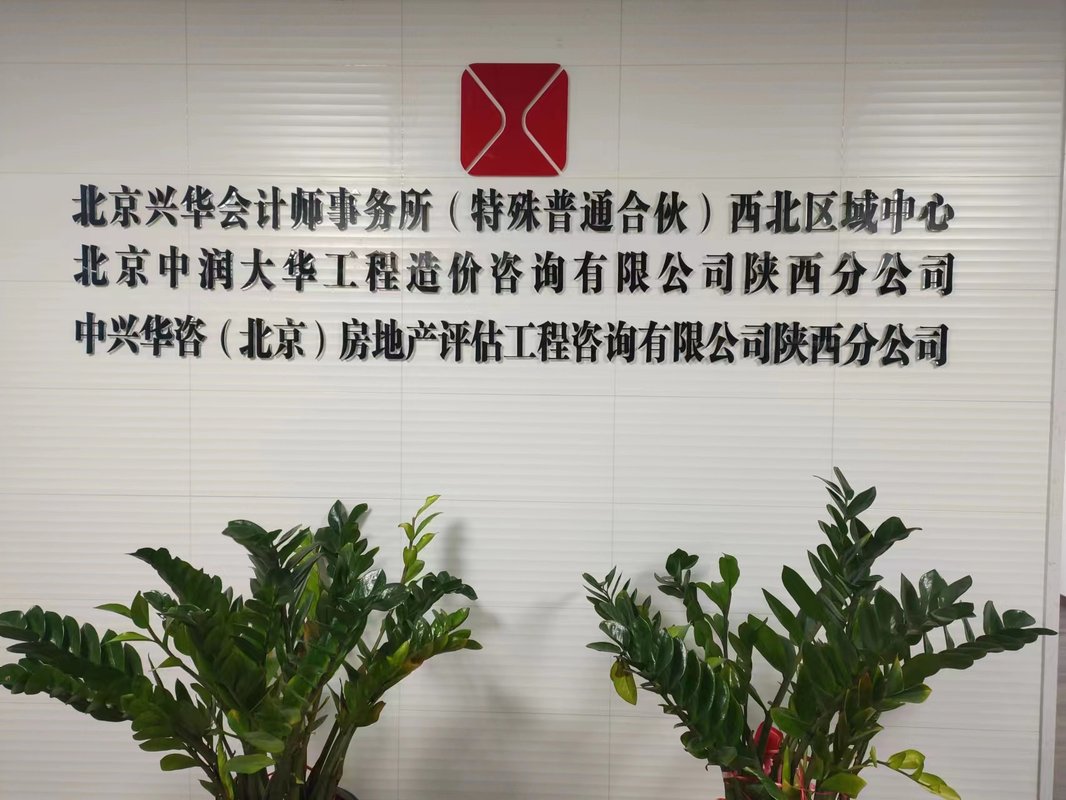 北京兴华会计师事务所（特殊普通合伙）西北区域中心
北京中润大华工程造价咨询有限公司陕西分公司
中兴华咨（北京）房地产评估工程咨询有限公司陕西分公司